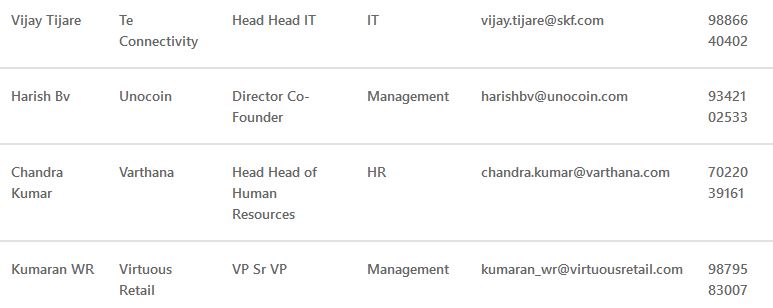 Vijay Tijare Te Head Head IT IT vijay.tijare@skf.com 98866
Connectivity 40402
Harish Bv Unocoin Director Co- Management harishbv@unocoin.com 93421
Founder 02533
Chandra Varthana Head Head of HR chandra.kumar@varthana.com 70220
Kumar Human 39161
Resources
Kumaran WR Virtuous VP Sr VP Management kumaran_wr@virtuousretail.com 98795
Retail 83007